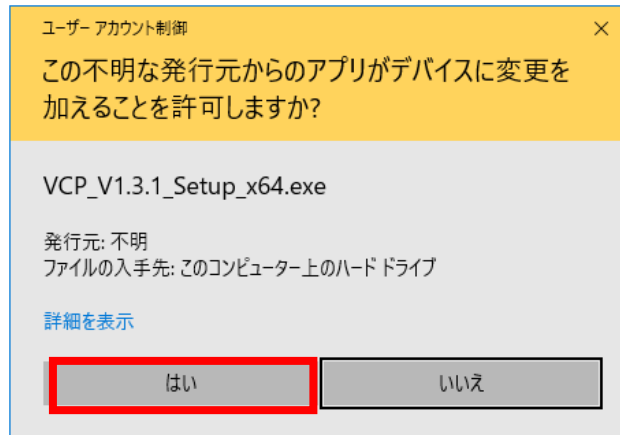 ユーザー アカウント制御
この不明な発行元からのアプリがデバイスに変更を
加えることを許可しますか?
VCP_V1.3.1_Setup_x64.exe
発行元: 不明
ファイルの入手先: このコンピューター上のハード ドライブ
詳細を表示
はい
いいえ